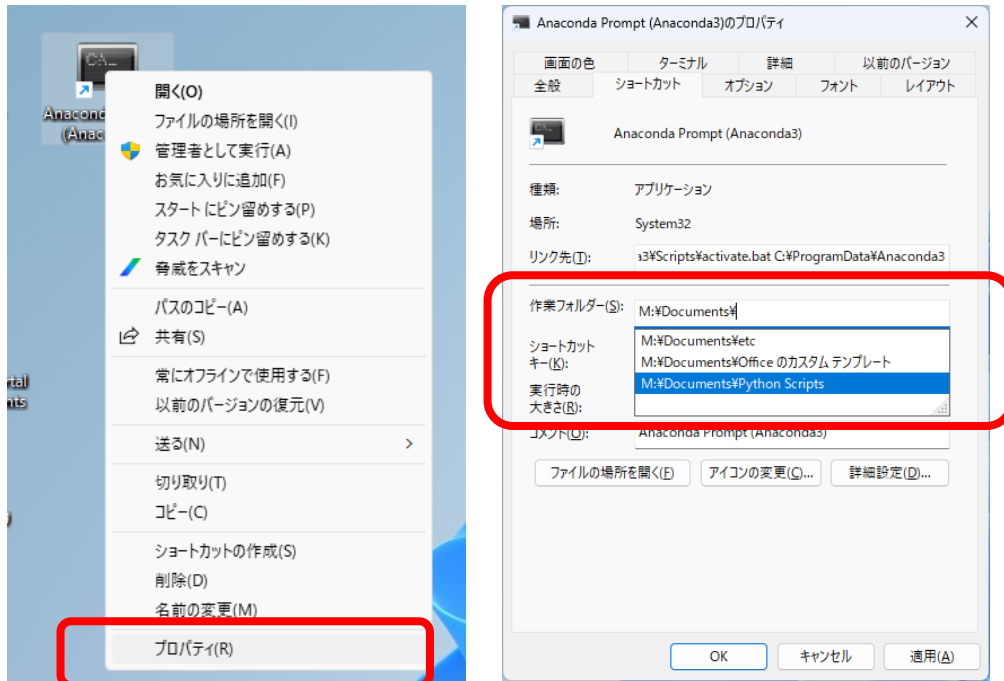 C:\...
Anacond
(Anac
開く(O)
ファイルの場所を開く(I)
管理者として実行(A)
お気に入りに追加(F)
スタート にピン留めする(P)
タスク バーにピン留めする(K)
脅威をスキャン
パスのコピー(A)
共有(S)
常にオフラインで使用する(F)
以前のバージョンの復元(V)
送る(N)
切り取り(T)
コピー(C)
ショートカットの作成(S)
削除(D)
名前の変更(M)
プロパティ(R)
Anaconda Prompt (Anaconda3)のプロパティ
画面の色 ターミナル 詳細 以前のバージョン
全般 ショートカット オプション フォント レイアウト
Anaconda Prompt (Anaconda3)
種類: アプリケーション
場所: System32
リンク先(T): a3¥Scripts¥activate.bat C:¥ProgramData¥Anaconda3
作業フォルダー(S): M:¥Documents¥
M:¥Documents¥etc
M:¥Documents¥Office のカスタム テンプレート
M:¥Documents¥Python Scripts
ショートカット
キー(K):
実行時の
大きさ(R):
コメント(O): Anaconda Prompt (Anaconda3)
ファイルの場所を開く(F) アイコンの変更(C)... 詳細設定(D)...
OK キャンセル 適用(A)